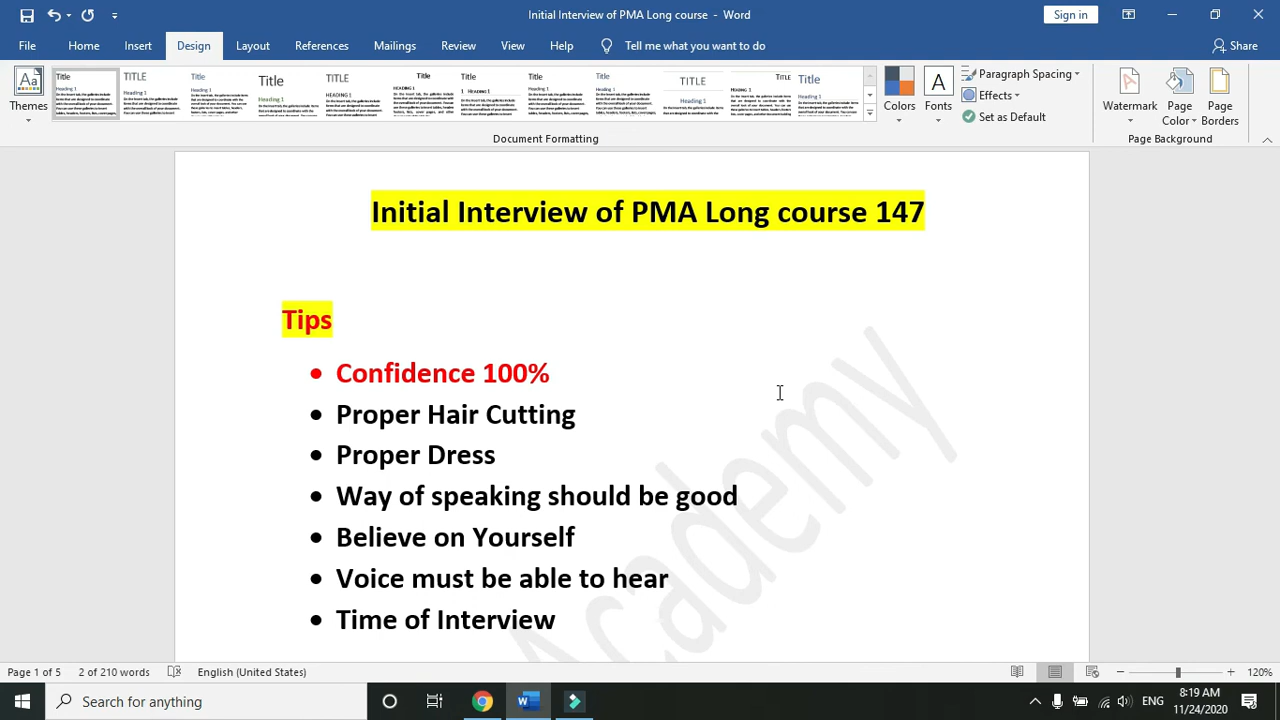 Initial Interview of PMA Long course - Word
Sign in
File Home Insert Design Layout References Mailings Review View Help Tell me what you want to do Share
Themes
Colors
Fonts
Paragraph Spacing
Effects
Set as Default
Watermark
Page Color
Page Borders
Document Formatting
Page Background
Initial Interview of PMA Long course 147
Tips
• Confidence 100%
• Proper Hair Cutting
• Proper Dress
• Way of speaking should be good
• Believe on Yourself
• Voice must be able to hear
• Time of Interview
Academy
Page 1 of 5 2 of 210 words English (United States) 120%
Search for anything
ENG
8:19 AM
11/24/2020